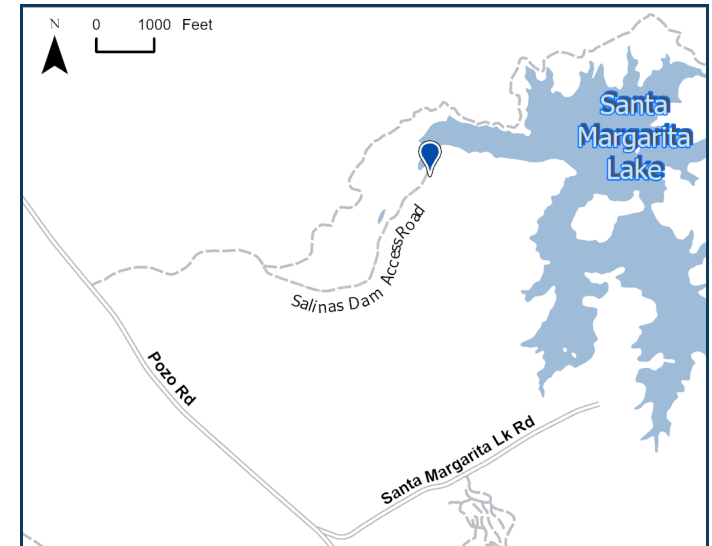 N
0 1000 Feet
Santa
Margarita
Lake
Salinas Dam Access Road
Pozo Rd
Santa Margarita Lk Rd